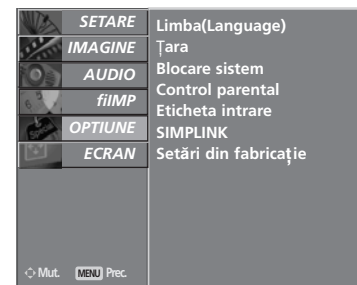 SETARE
IMAGINE
AUDIO
fiIMP
OPTIUNE
ECRAN
Limba(Language)
Țara
Blocare sistem
Control parental
Eticheta intrare
SIMPLINK
Setări din fabricație
Mut. MENU Prec.